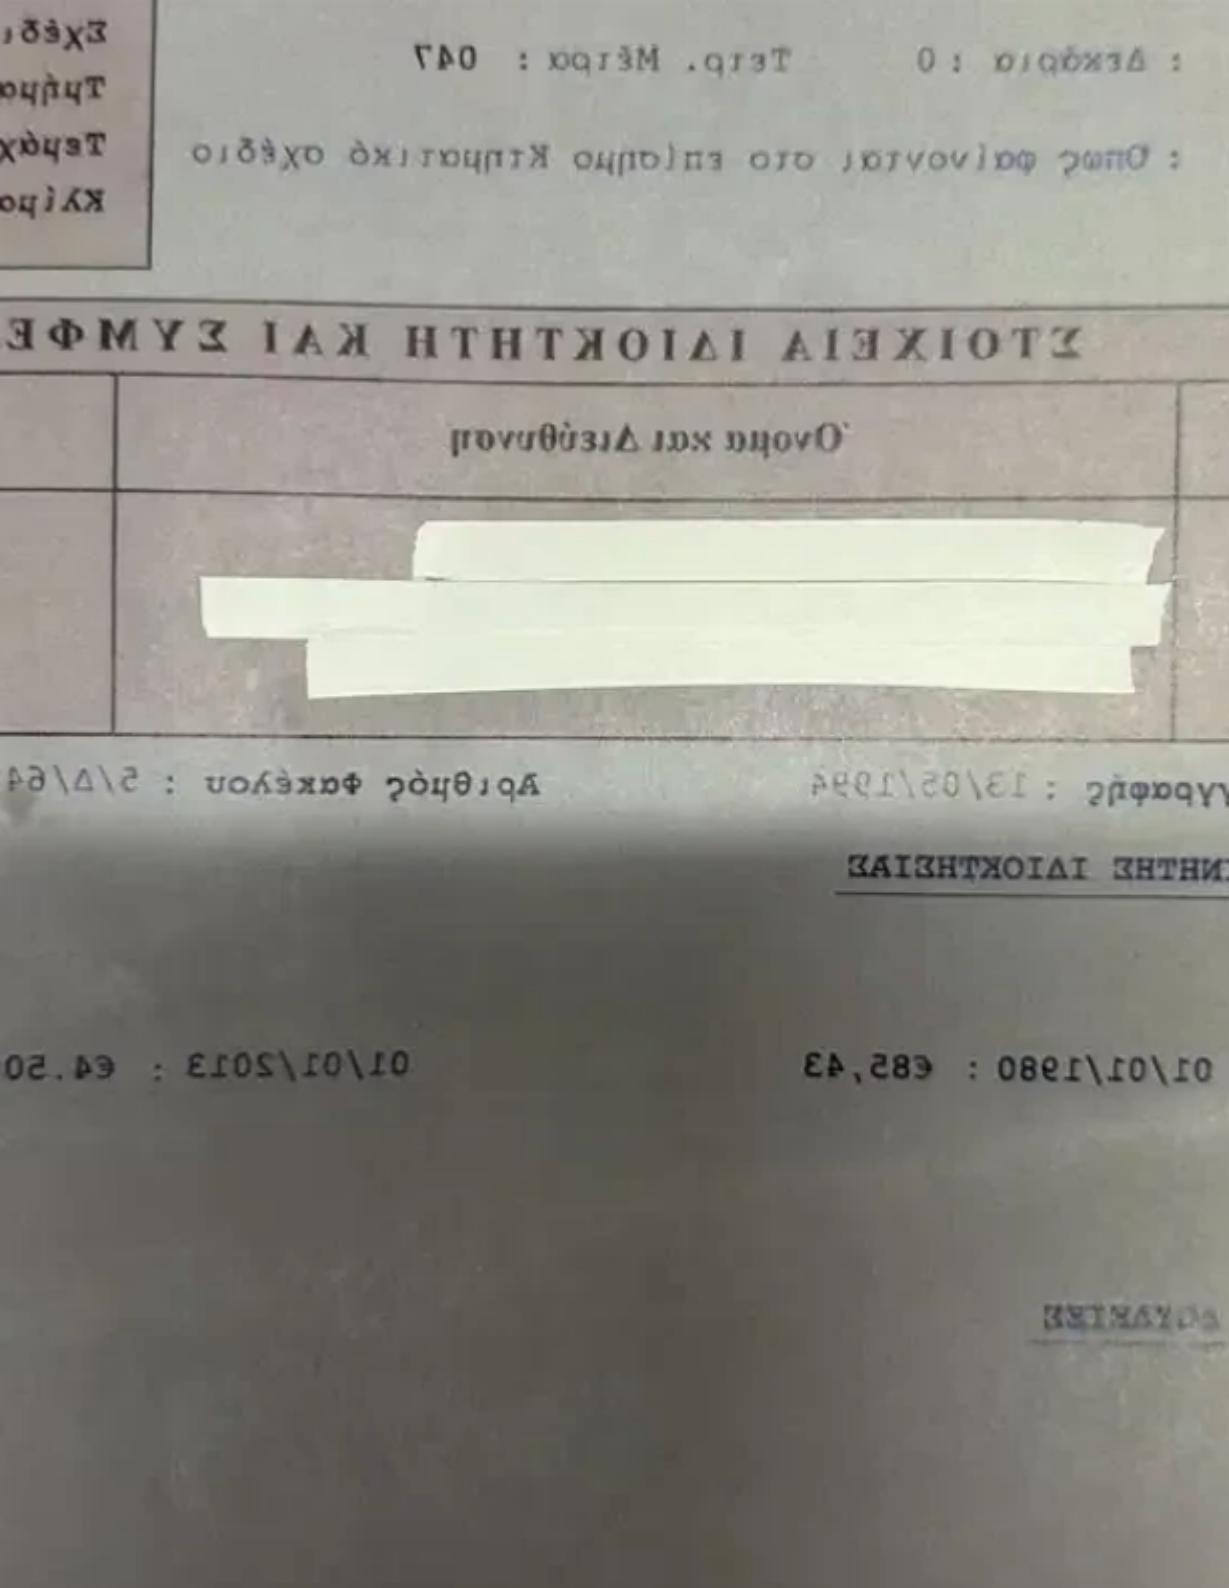 : Δεκάρια : 0 Τετρ. Μέτρα : 047 Σχέδι
Τμήμα
: Όπως φαίνονται στο επίσημο Κτηματικό σχέδιο Τεμάχ
Κλίμα
ΣΤΟΙΧΕΙΑ ΙΔΙΟΚΤΗΤΗ ΚΑΙ ΣΥΜΦΕ
Όνομα και Διεύθυνση
γγραφής : 13/05/1994 Αριθμός Φακέλου : 5/Δ/64
ΙΝΗΤΗΣ ΙΔΙΟΚΤΗΣΙΑΣ
01/01/1980 : €85,43 01/01/2013 : €4.50